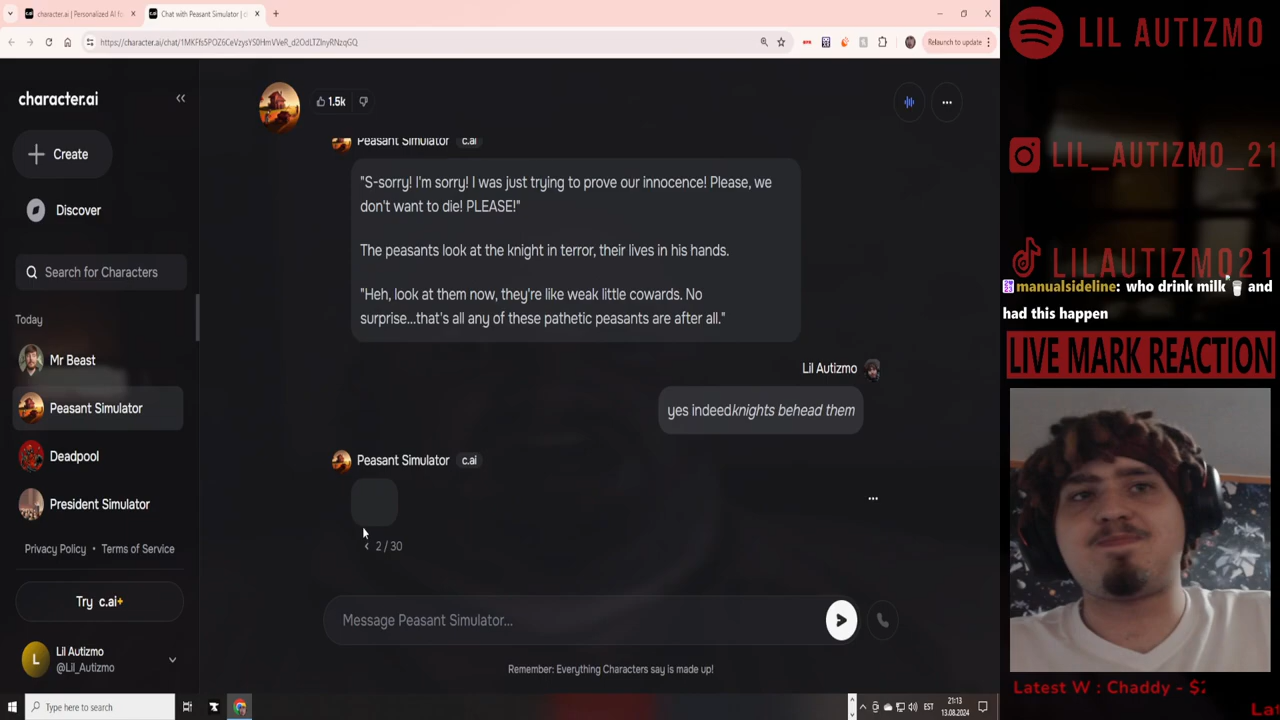 character.ai | Personalized AI fo
Chat with Peasant Simulator | c
https://character.ai/chat/1MKFfs5POZ6CeVzysYS0HmVVeR_d2OdLTZlnyRNzqGQ
Relaunch to update
character.ai
Create
Discover
Search for Characters
Today
Mr Beast
Peasant Simulator
Deadpool
President Simulator
Privacy Policy • Terms of Service
Try c.ai+
L
Lil Autizmo
@Lil_Autizmo
1.5k
Peasant Simulator c.ai
"S-sorry! I'm sorry! I was just trying to prove our innocence! Please, we
don't want to die! PLEASE!"
The peasants look at the knight in terror, their lives in his hands.
"Heh, look at them now, they're like weak little cowards. No
surprise...that's all any of these pathetic peasants are after all."
Lil Autizmo
yes indeedknights behead them
Peasant Simulator c.ai
2 / 30
Message Peasant Simulator...
Remember: Everything Characters say is made up!
LIL AUTIZMO
LIL_AUTIZMO_21
LILAUTIZMO21
manualsideline: who drink milk🥛 and
had this happen
LIVE MARK REACTION
Latest W : Chaddy - $2
Lat
Type here to search
EST
21:13
13.08.2024